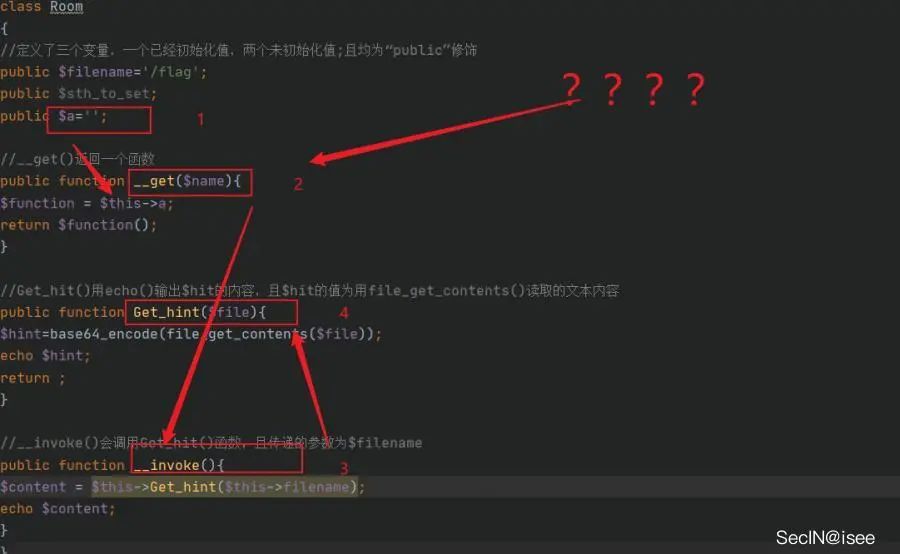 class Room
{
//定义了三个变量，一个已经初始化值，两个未初始化值;且均为“public”修饰
public $filename='/flag';
public $sth_to_set;
public $a='';
1
？？？？
//__get()返回一个函数
public function __get($name){
2
$function = $this->a;
return $function();
}
//Get_hit()用echo()输出$hit的内容，且$hit的值为用file_get_contents()读取的文本内容
public function Get_hint($file){
4
$hint=base64_encode(file_get_contents($file));
echo $hint;
return ;
}
//__invoke()会调用Get_hit()函数，且传递的参数为$filename
public function __invoke(){
3
$content = $this->Get_hint($this->filename);
echo $content;
}
}
SecIN@isee